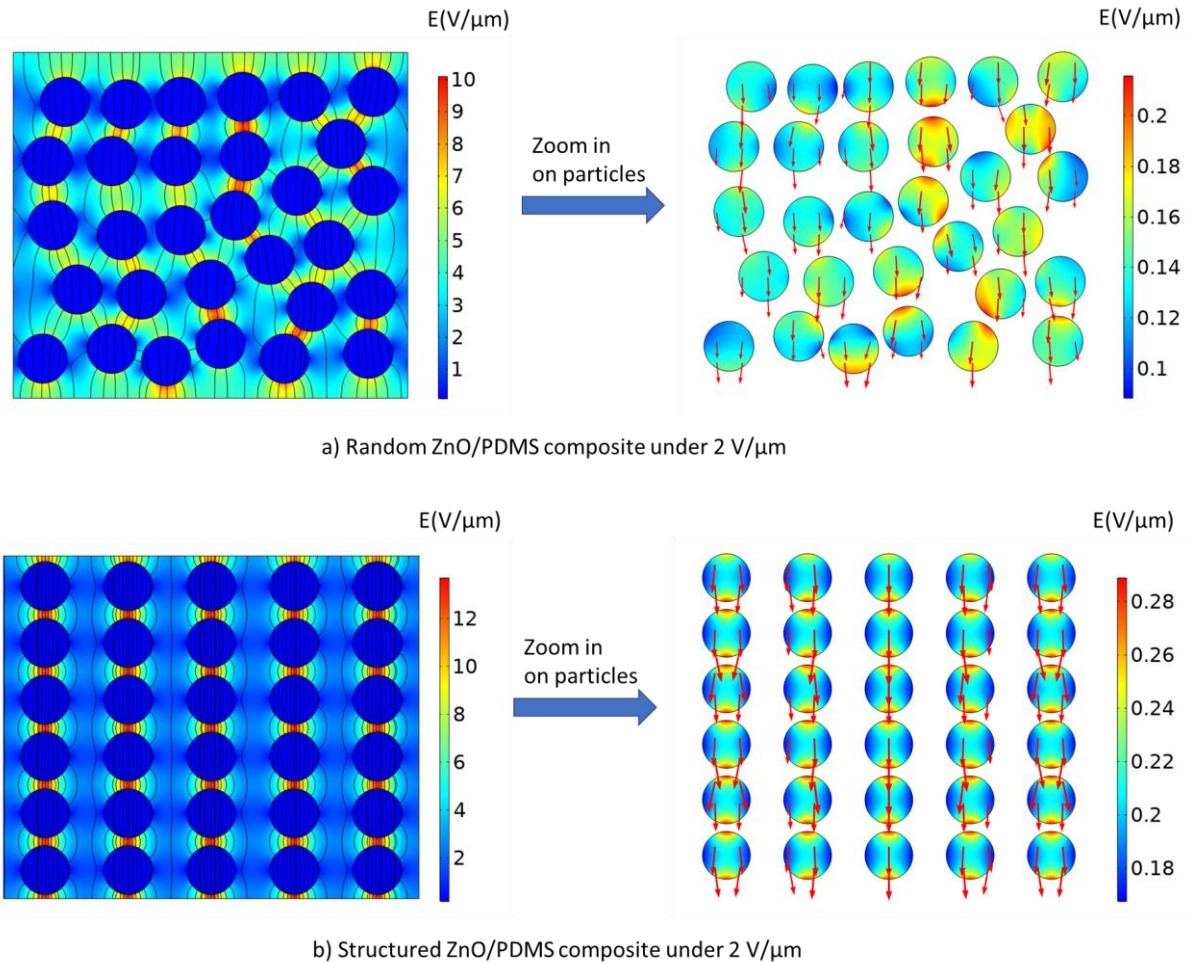 E(V/μm)
10
9
8
7
6
5
4
3
2
1
Zoom in
on particles
E(V/μm)
0.2
0.18
0.16
0.14
0.12
0.1
a) Random ZnO/PDMS composite under 2 V/μm
E(V/μm)
12
10
8
6
4
2
Zoom in
on particles
E(V/μm)
0.28
0.26
0.24
0.22
0.2
0.18
b) Structured ZnO/PDMS composite under 2 V/μm